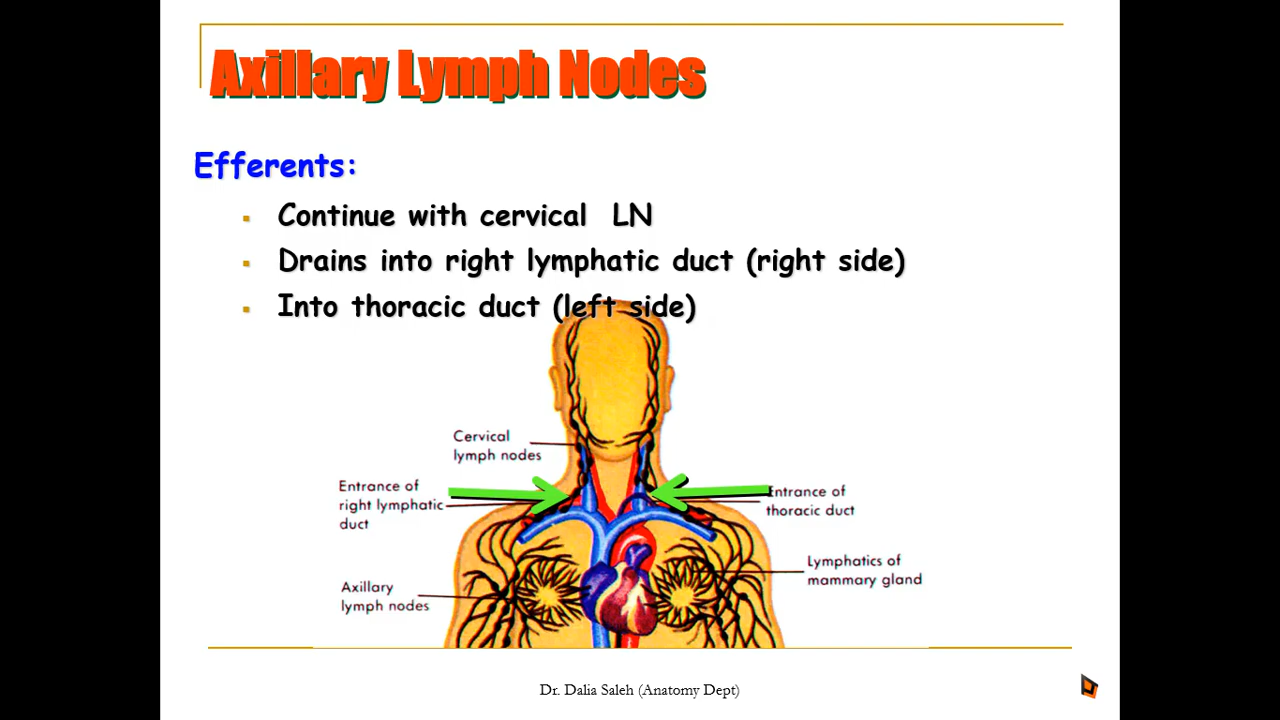 Axillary Lymph Nodes
Efferents:
Continue with cervical LN
Drains into right lymphatic duct (right side)
Into thoracic duct (left side)
Cervical
lymph nodes
Entrance of
right lymphatic
duct
Entrance of
thoracic duct
Lymphatics of
mammary gland
Axillary
lymph nodes
Dr. Dalia Saleh (Anatomy Dept)